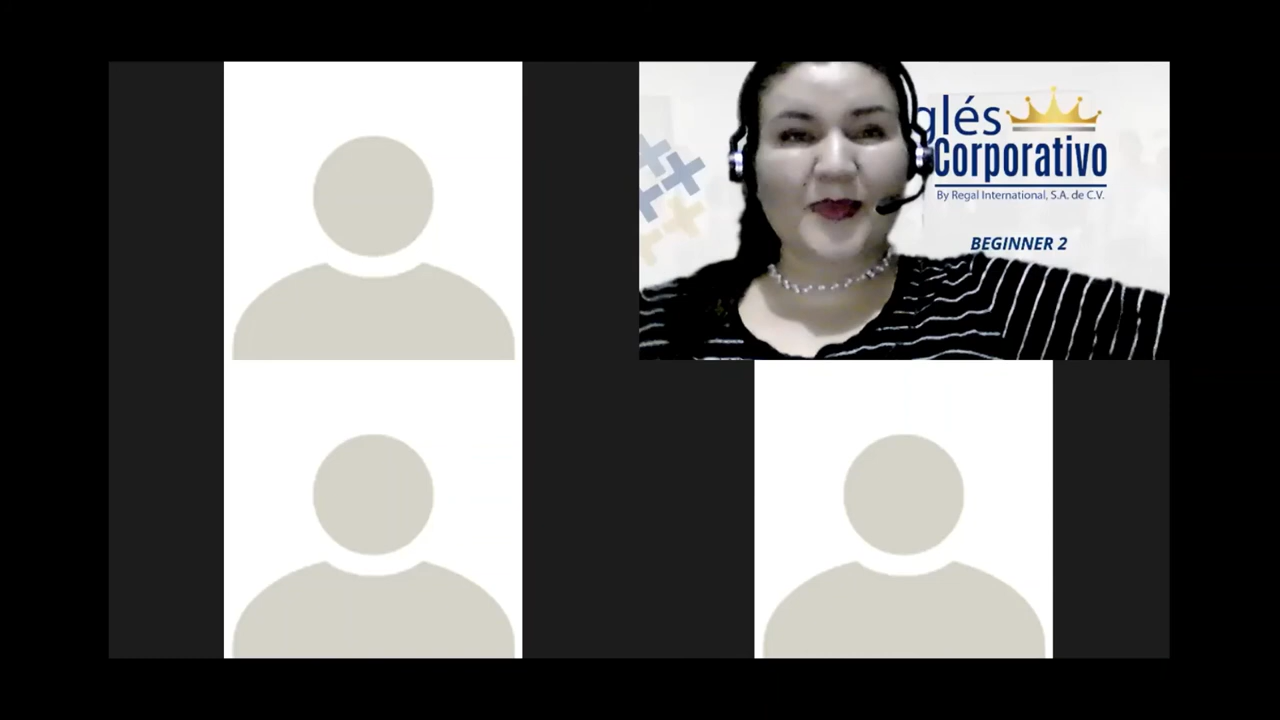 glés
Corporativo
By Regal International, S.A. de C.V.
BEGINNER 2